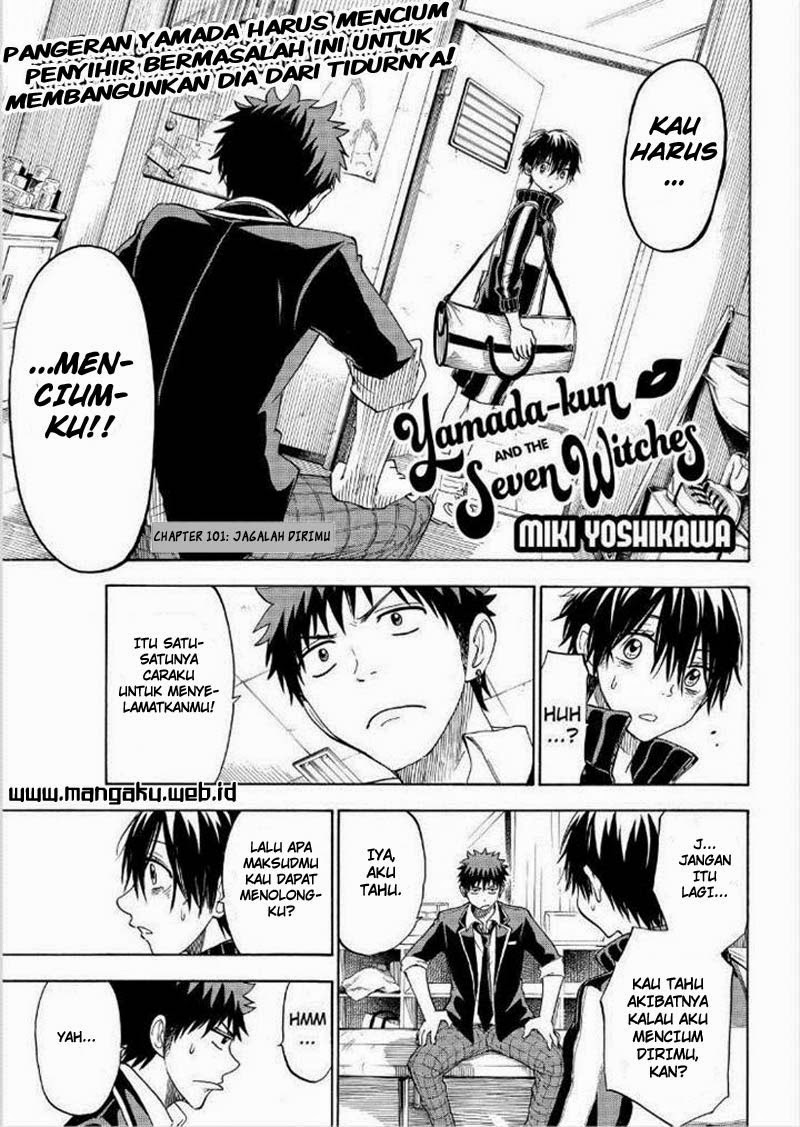 PANGERAN YAMADA HARUS MENCIUM
PENYIHIR BERMASALAH INI UNTUK
MEMBANGUNKAN DIA DARI TIDURNYA!
KAU
HARUS
...
...MEN-
CIUM-
KU!!
Yamada-kun
AND THE
Seven Witches
MIKI YOSHIKAWA
CHAPTER 101: JAGALAH DIRIMU
HUH
...?
ITU SATU-
SATUNYA
CARAKU
UNTUK MENYE-
LAMATKANMU!
www.mangaku.web.id
J...
JANGAN
ITU
LAGI...
KAU TAHU
AKIBATNYA
KALAU AKU
MENCIUM
DIRIMU,
KAN?
IYA,
AKU
TAHU.
LALU APA
MAKSUDMU
KAU DAPAT
MENOLONG-
KU?
HMM
...
YAH...